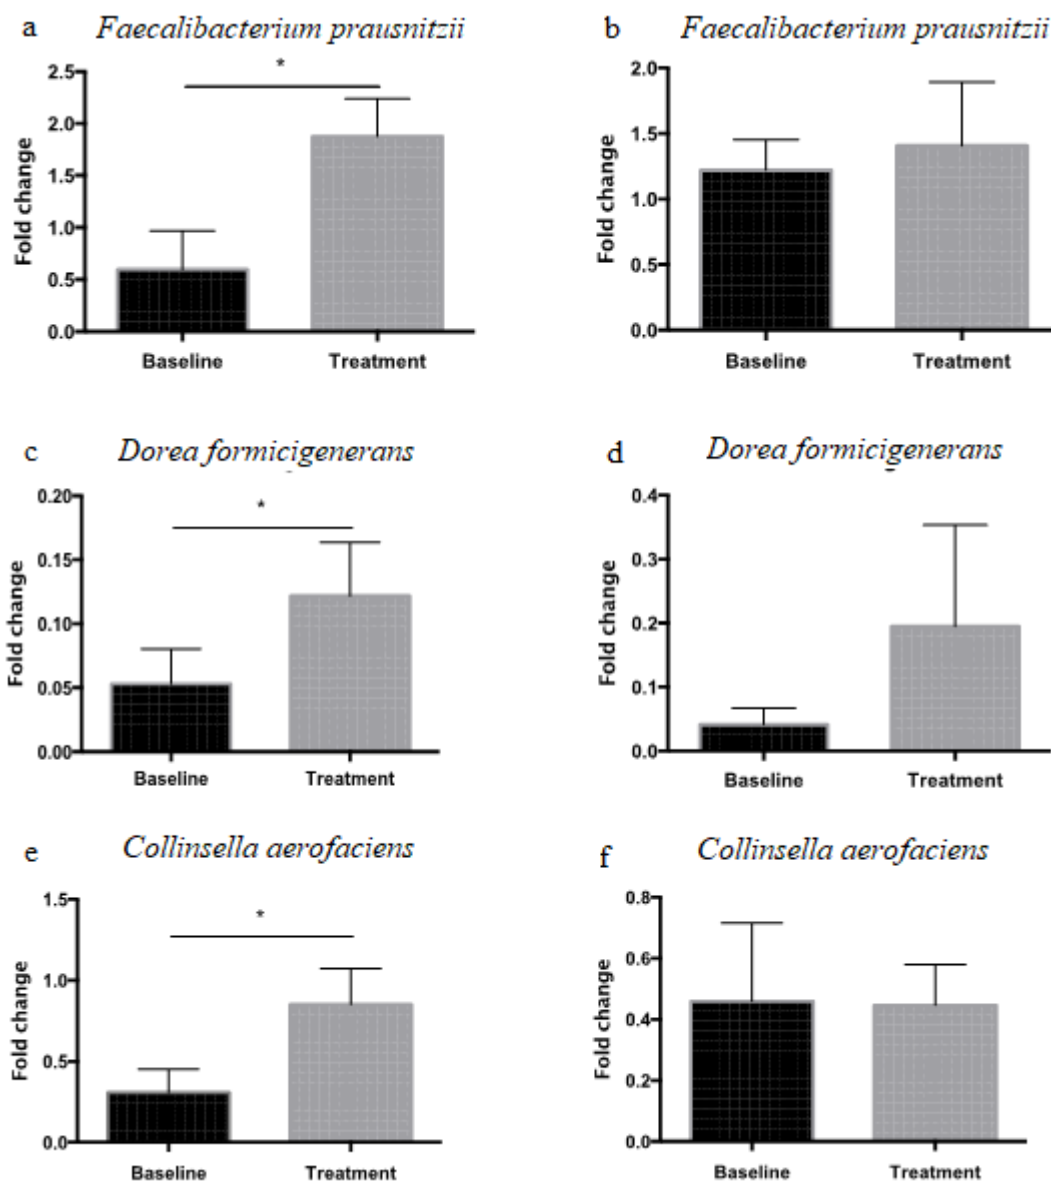 a Faecalibacterium prausnitzii
*
Fold change
2.5
2.0
1.5
1.0
0.5
0.0
Baseline Treatment
b Faecalibacterium prausnitzii
Fold change
2.0
1.5
1.0
0.5
0.0
Baseline Treatment
c Dorea formicigenerans
*
Fold change
0.20
0.15
0.10
0.05
0.00
Baseline Treatment
d Dorea formicigenerans
Fold change
0.4
0.3
0.2
0.1
0.0
Baseline Treatment
e Collinsella aerofaciens
*
Fold change
1.5
1.0
0.5
0.0
Baseline Treatment
f Collinsella aerofaciens
Fold change
0.8
0.6
0.4
0.2
0.0
Baseline Treatment